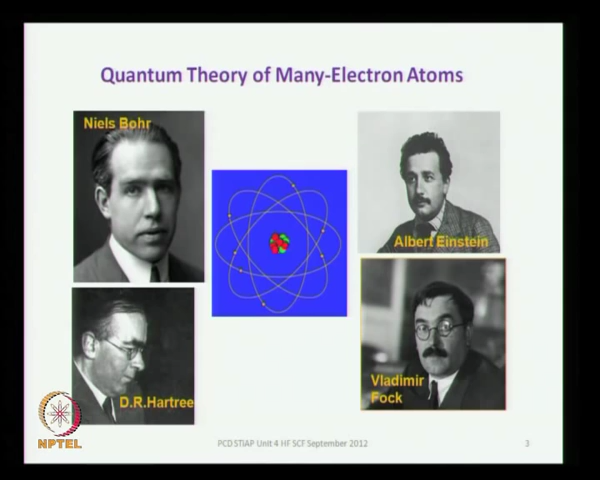 Quantum Theory of Many-Electron Atoms
Niels Bohr
Albert Einstein
D.R.Hartree
Vladimir
Fock
NPTEL
PCD STIAP Unit 4 HF SCF September 2012
3